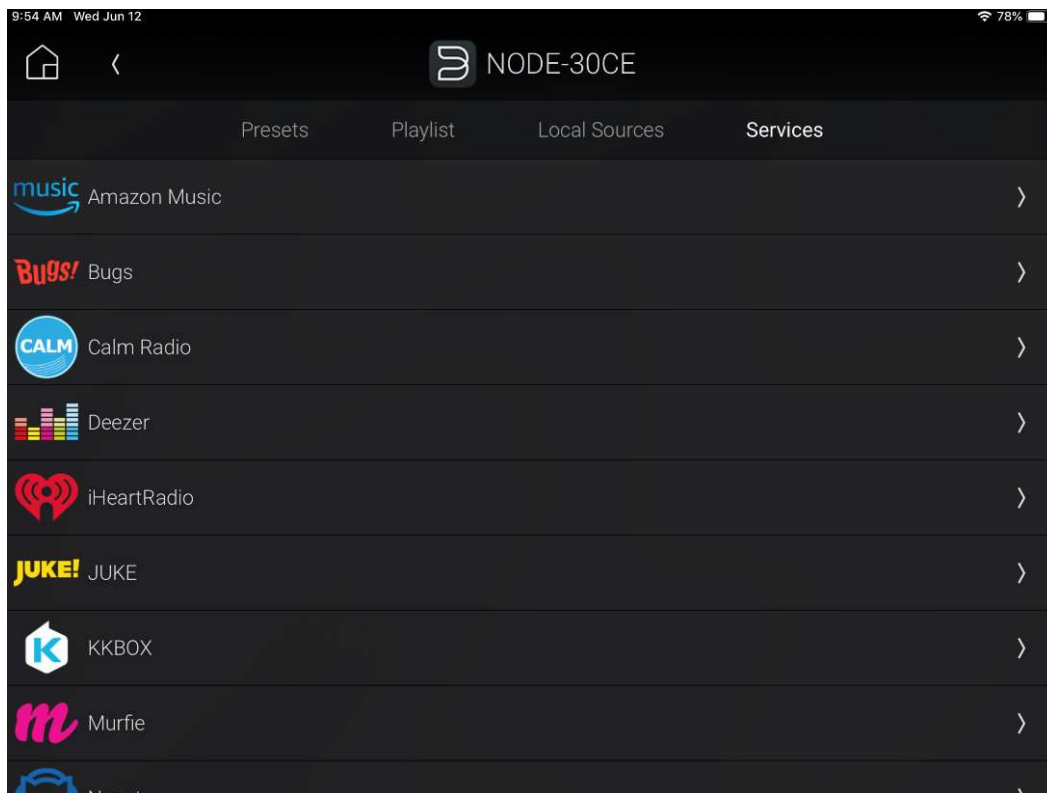 9:54 AM Wed Jun 12 78%
NODE-30CE
Presets Playlist Local Sources Services
music Amazon Music
Bugs! Bugs
CALM Calm Radio
Deezer
iHeartRadio
JUKE! JUKE
K KKBOX
m Murfie